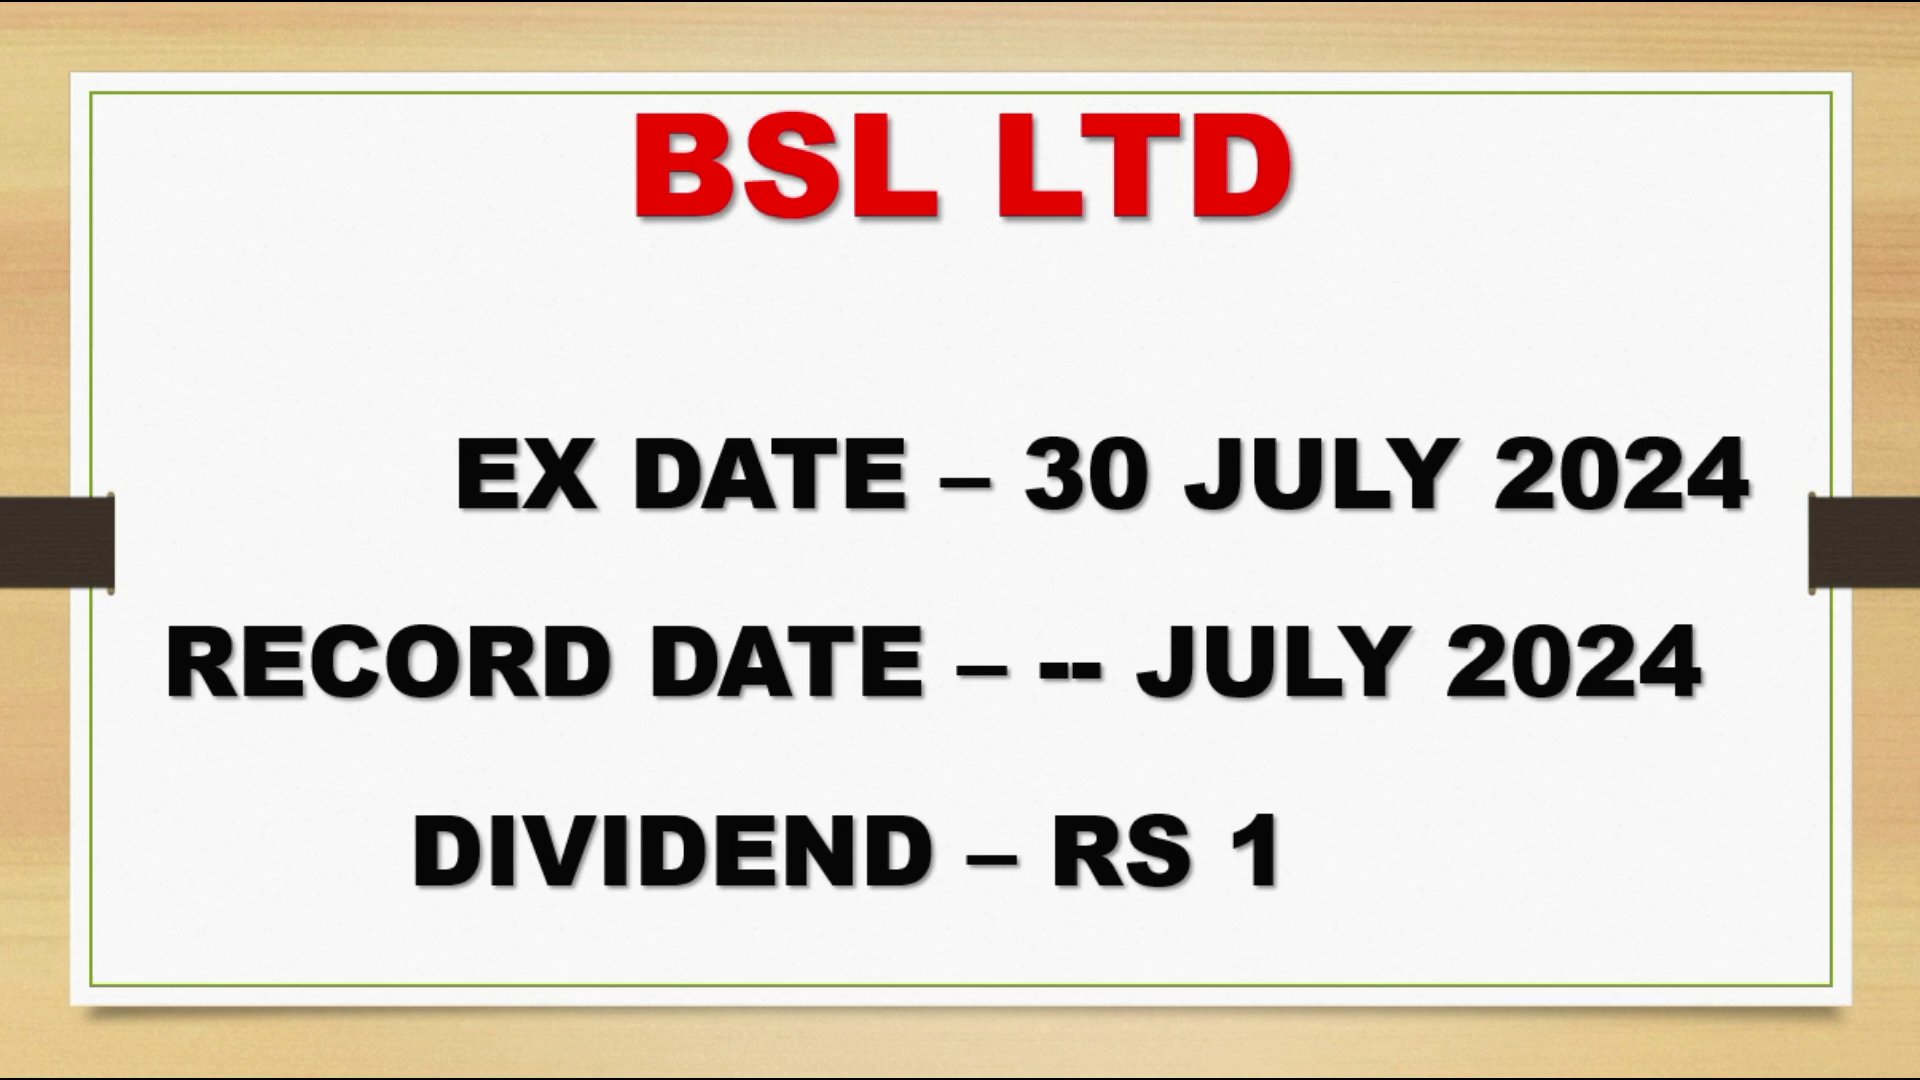 BSL LTD
EX DATE – 30 JULY 2024
RECORD DATE – -- JULY 2024
DIVIDEND – RS 1